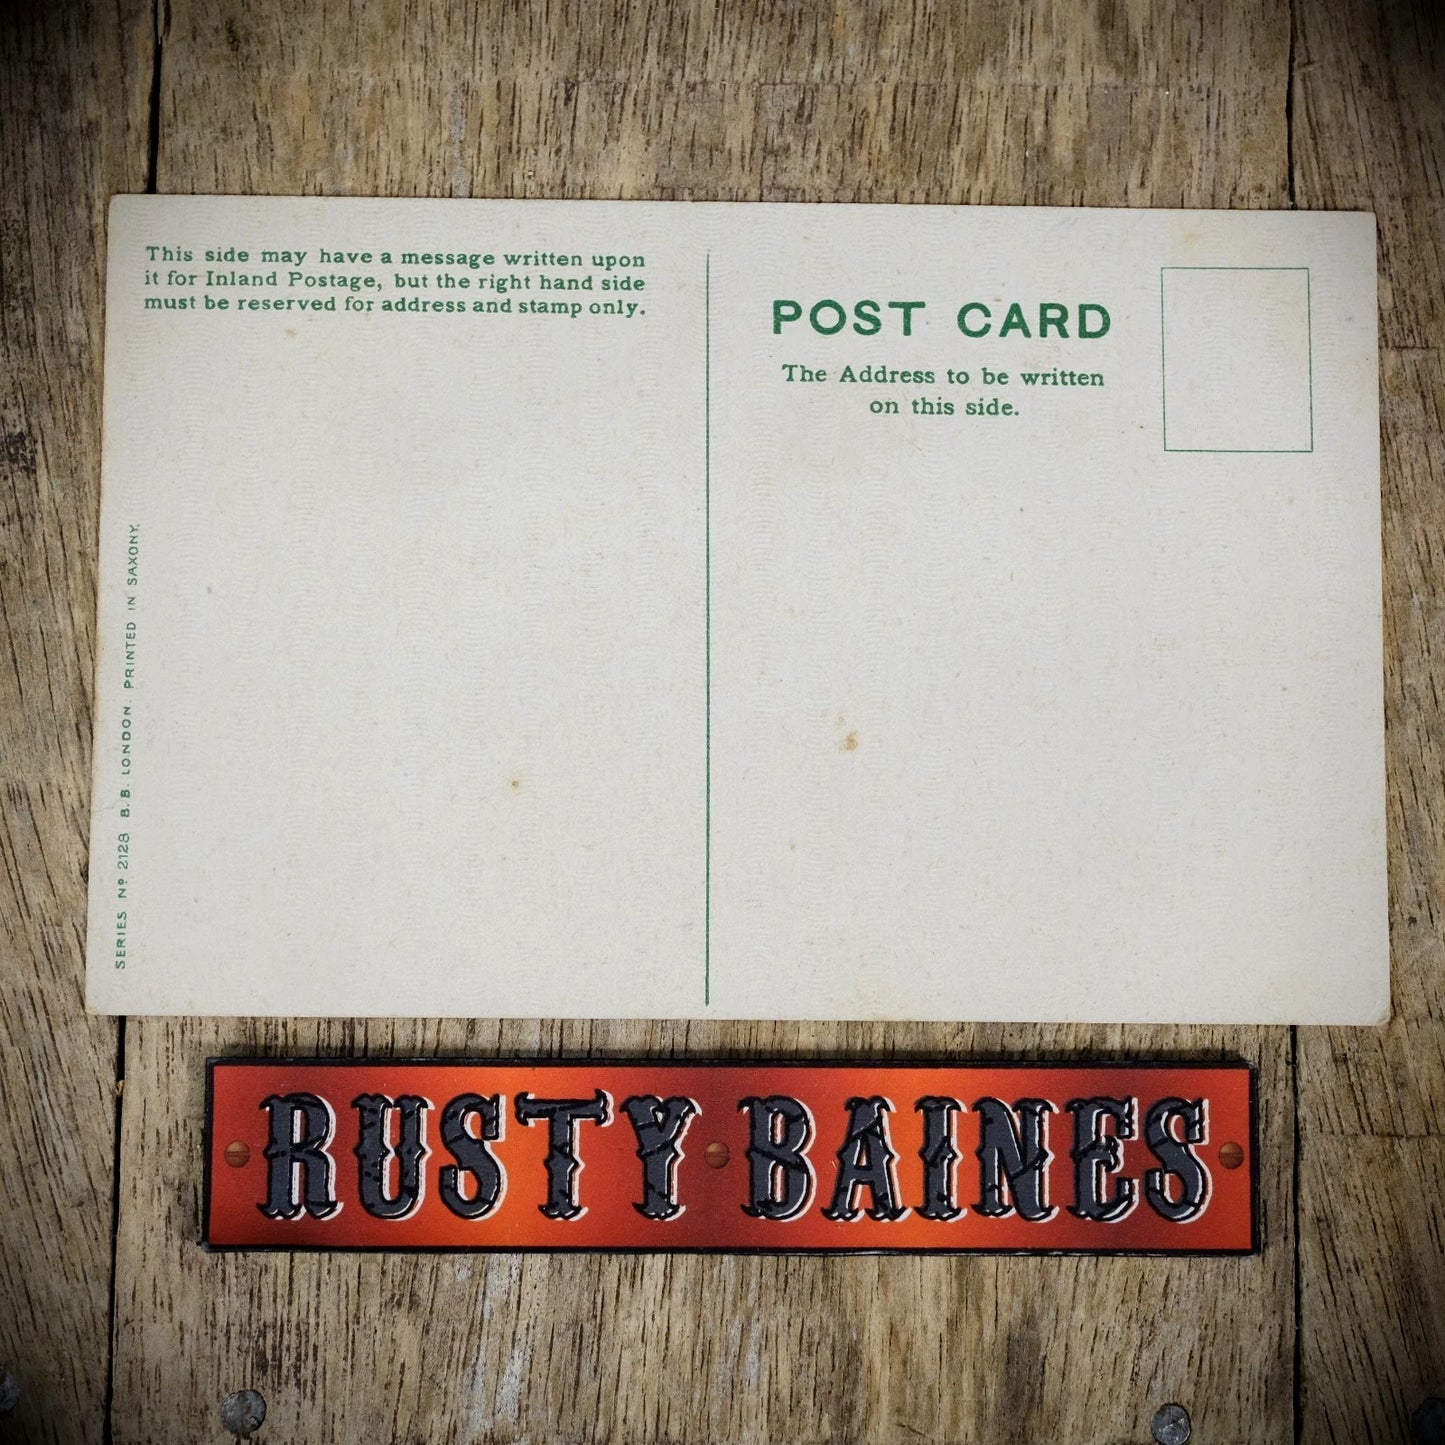 This side may have a message written upon
it for Inland Postage, but the right hand side
must be reserved for address and stamp only.
POST CARD
The Address to be written
on this side.
SERIES Nº 2128 B.B. LONDON. PRINTED IN SAXONY.
RUSTY BAINES